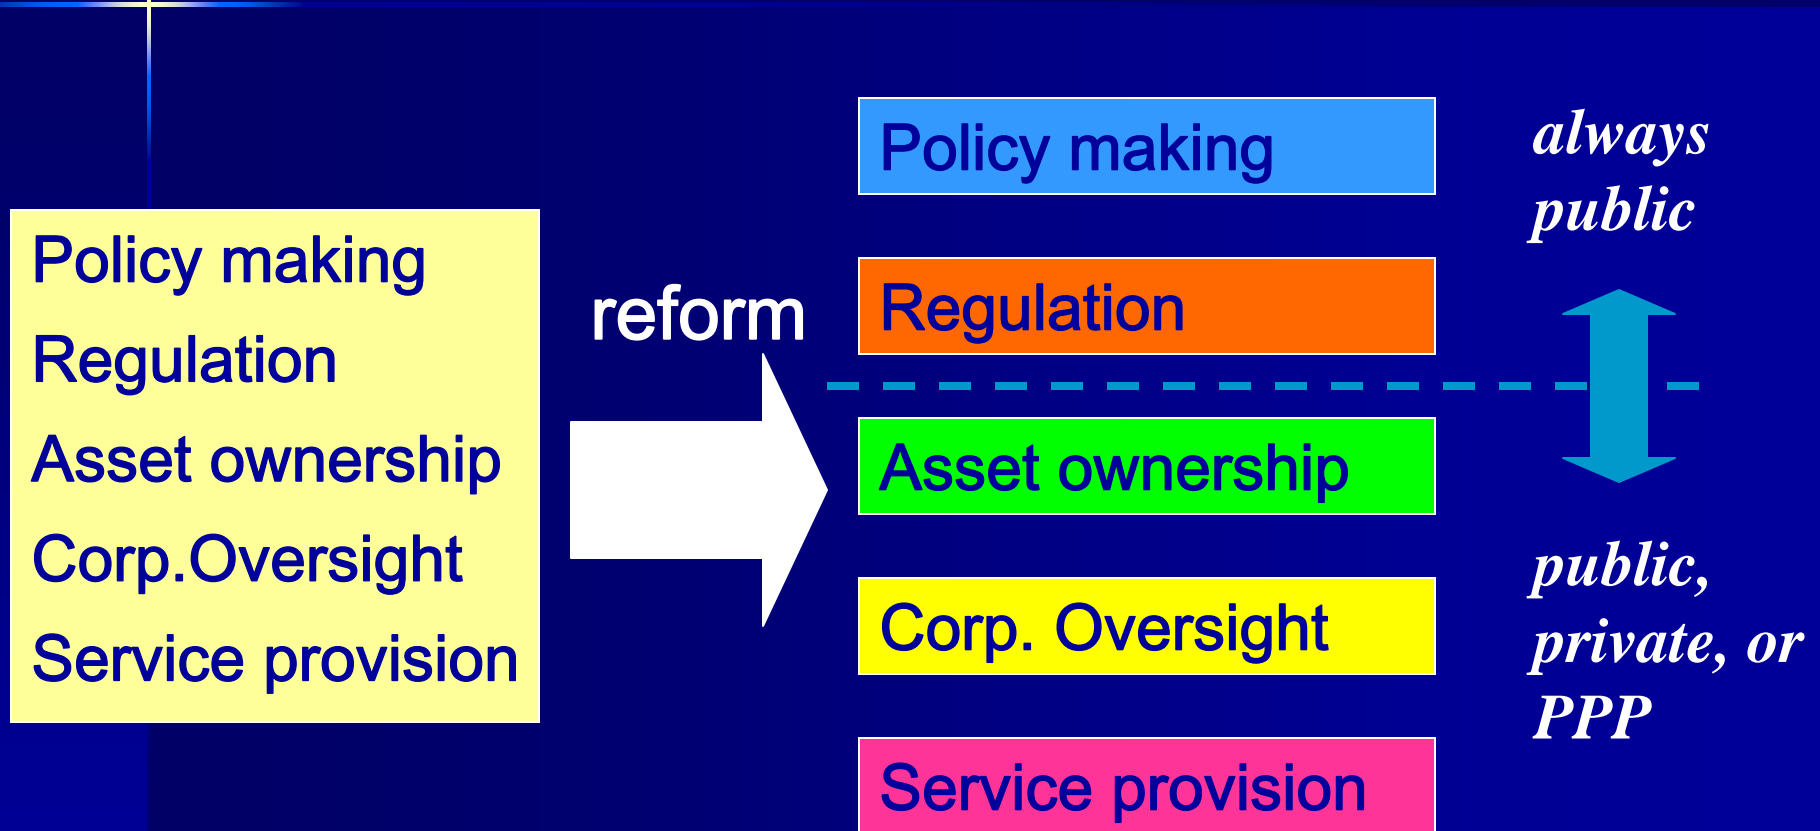 Policy making
Regulation
Asset ownership
Corp.Oversight
Service provision
reform
Policy making
Regulation
Asset ownership
Corp. Oversight
Service provision
always
public
public,
private, or
PPP